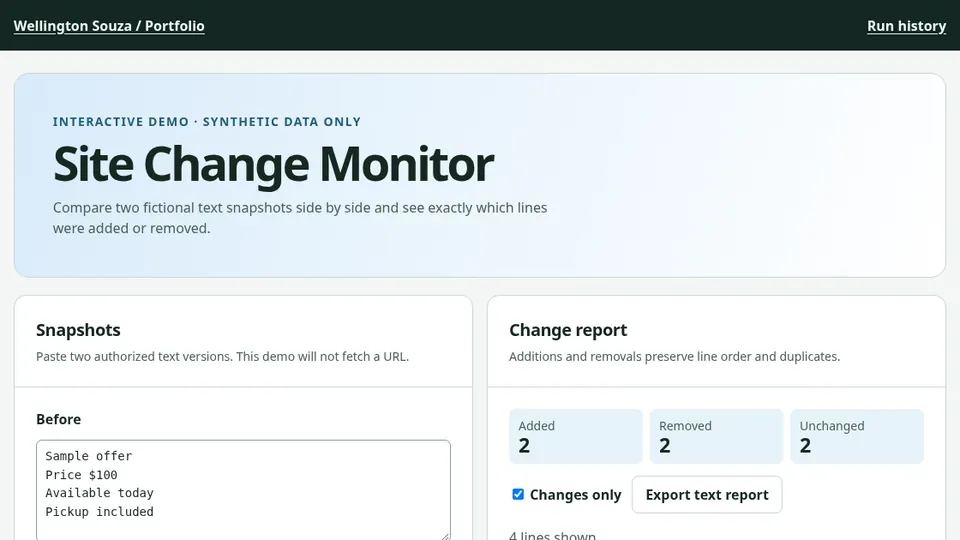 Wellington Souza / Portfolio
Run history
INTERACTIVE DEMO · SYNTHETIC DATA ONLY
Site Change Monitor
Compare two fictional text snapshots side by side and see exactly which lines
were added or removed.
Snapshots
Paste two authorized text versions. This demo will not fetch a URL.
Before
Sample offer
Price $100
Available today
Pickup included
Change report
Additions and removals preserve line order and duplicates.
Added
2
Removed
2
Unchanged
2
Changes only
Export text report
4 lines shown